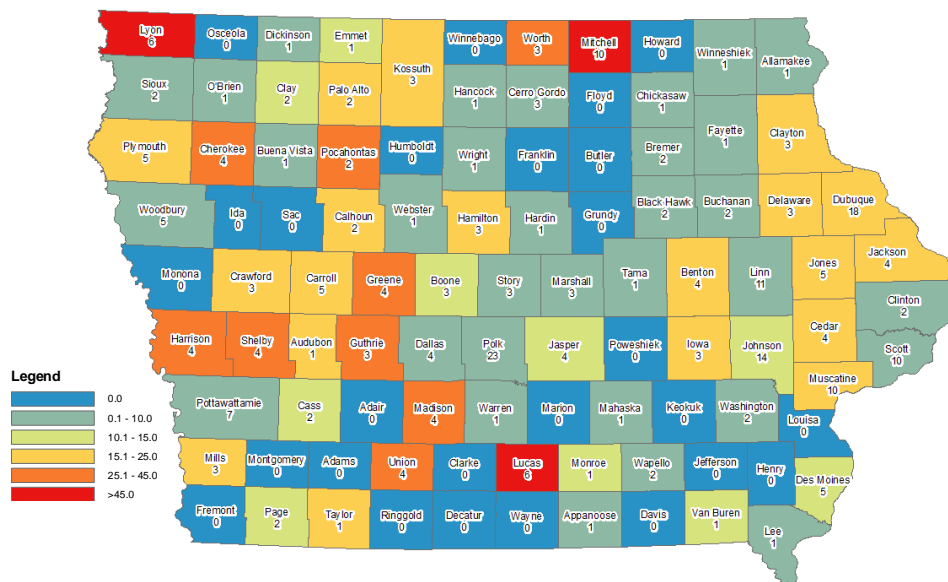 Lyon
6
Osceola
0
Dickinson
1
Emmet
1
Kossuth
3
Winnebago
0
Worth
3
Mitchell
10
Howard
0
Winneshiek
1
Allamakee
1
Sioux
2
O'Brien
1
Clay
2
Palo Alto
2
Hancock
1
Cerro Gordo
3
Floyd
0
Chickasaw
1
Plymouth
5
Cherokee
4
Buena Vista
1
Pocahontas
2
Humboldt
0
Wright
1
Franklin
0
Butler
0
Bremer
2
Fayette
1
Clayton
3
Woodbury
5
Ida
0
Sac
0
Calhoun
2
Webster
1
Hamilton
3
Hardin
1
Grundy
0
Black Hawk
2
Buchanan
2
Delaware
3
Dubuque
18
Monona
0
Crawford
3
Carroll
5
Greene
4
Boone
3
Story
3
Marshall
3
Tama
1
Benton
4
Linn
11
Jones
5
Jackson
4
Clinton
2
Harrison
4
Shelby
4
Audubon
1
Guthrie
3
Dallas
4
Polk
23
Jasper
4
Poweshiek
0
Iowa
3
Johnson
14
Cedar
4
Scott
10
Muscatine
10
Legend
0.0
0.1 - 10.0
10.1 - 15.0
15.1 - 25.0
25.1 - 45.0
>45.0
Pottawattamie
7
Cass
2
Adair
0
Madison
4
Warren
1
Marion
0
Mahaska
1
Keokuk
0
Washington
2
Louisa
0
Mills
3
Montgomery
0
Adams
0
Union
4
Clarke
0
Lucas
6
Monroe
1
Wapello
2
Jefferson
0
Henry
0
Des Moines
5
Fremont
0
Page
2
Taylor
1
Ringgold
0
Decatur
0
Wayne
0
Appanoose
1
Davis
0
Van Buren
1
Lee
1